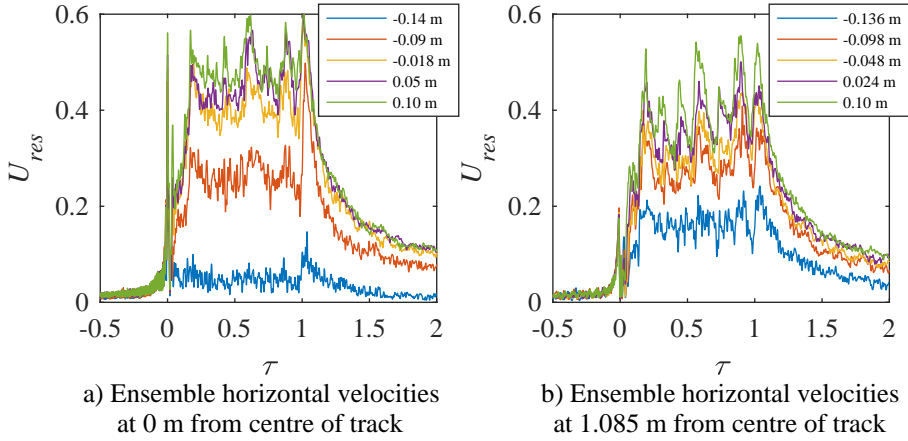 0.6
0.4
0.2
0
U_res
-0.5 0 0.5 1 1.5 2
τ
-0.14 m
-0.09 m
-0.018 m
0.05 m
0.10 m
a) Ensemble horizontal velocities
at 0 m from centre of track
0.6
0.4
0.2
0
U_res
-0.5 0 0.5 1 1.5 2
τ
-0.136 m
-0.098 m
-0.048 m
0.024 m
0.10 m
b) Ensemble horizontal velocities
at 1.085 m from centre of track